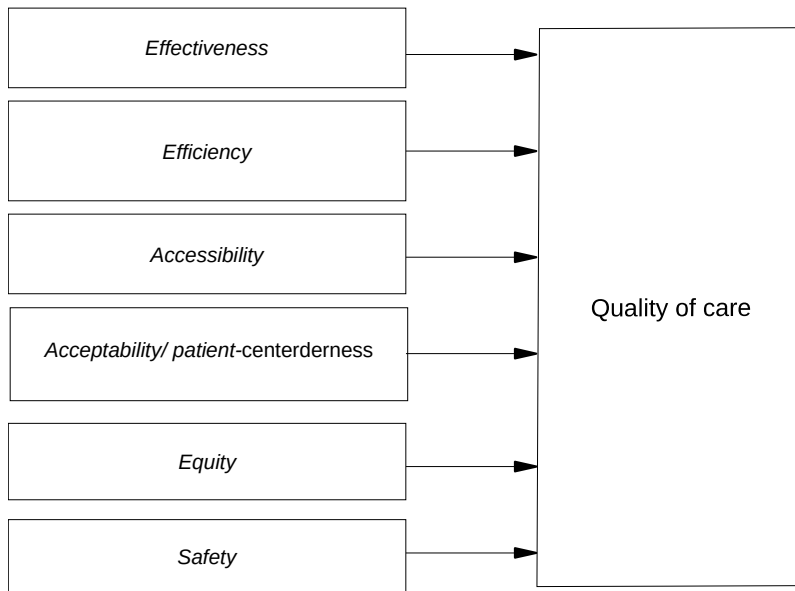 Effectiveness
Efficiency
Accessibility
Acceptability/ patient-centerderness
Equity
Safety
Quality of care